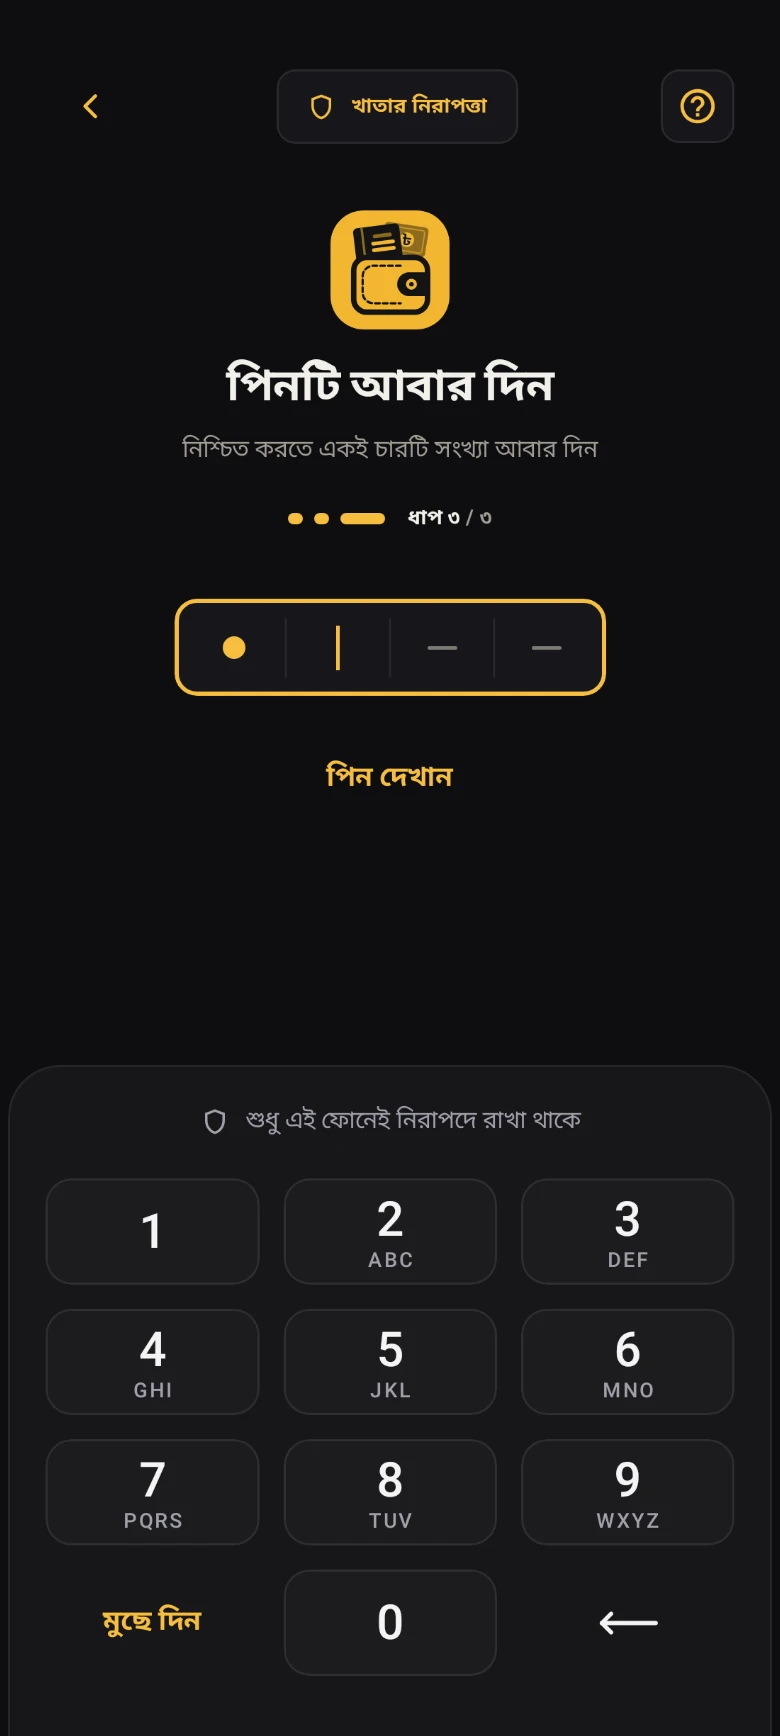 খাতার নিরাপত্তা
৳
পিনটি আবার দিন
নিশ্চিত করতে একই চারটি সংখ্যা আবার দিন
ধাপ ৩ / ৩
পিন দেখান
শুধু এই ফোনেই নিরাপদে রাখা থাকে
1
2
3
ABC
DEF
4
5
6
GHI
JKL
MNO
7
8
9
PQRS
TUV
WXYZ
মুছে দিন
0